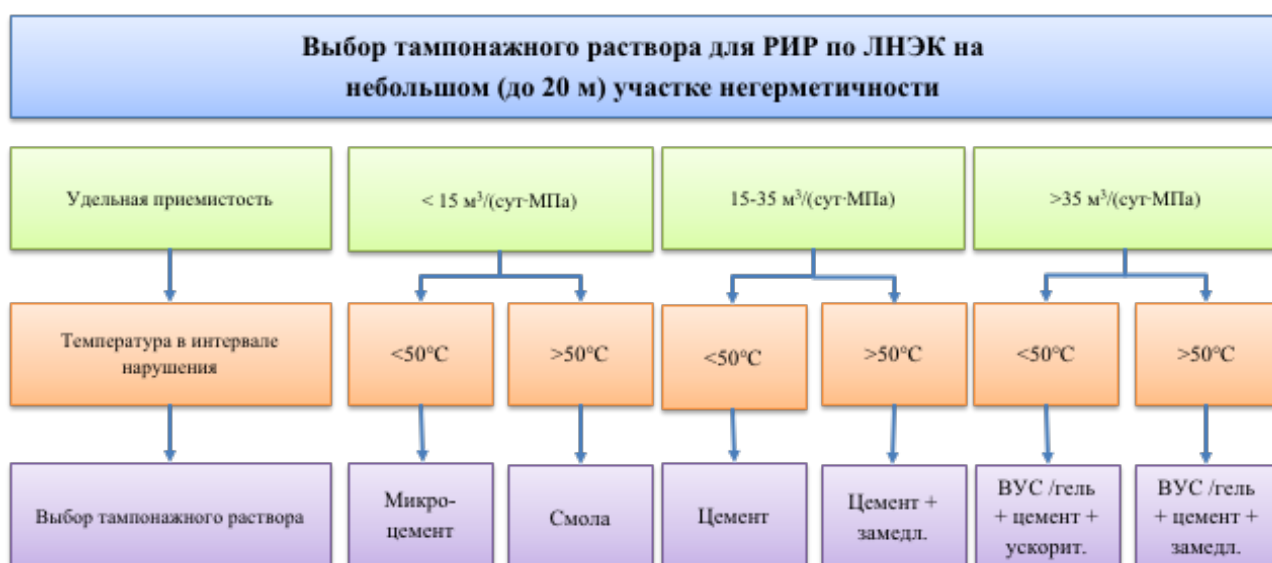 Выбор тампонажного раствора для РИР по ЛНЭК на
небольшом (до 20 м) участке негерметичности
Удельная приемистость
< 15 м³/(сут·МПа)
15-35 м³/(сут·МПа)
>35 м³/(сут·МПа)
Температура в интервале
нарушения
<50°С
>50°С
<50°С
>50°С
<50°С
>50°С
Выбор тампонажного раствора
Микро-
цемент
Смола
Цемент
Цемент +
замедл.
ВУС /гель
+ цемент +
ускорит.
ВУС /гель
+ цемент +
замедл.